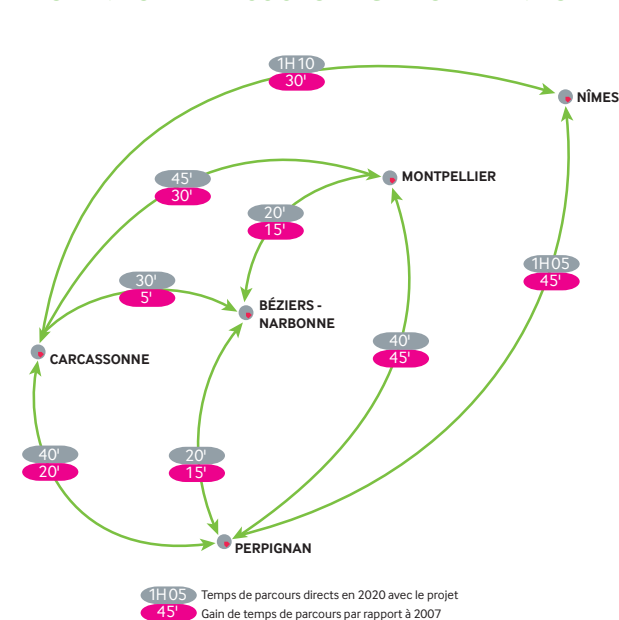 1H10
30'
NÎMES
45'
30'
MONTPELLIER
20'
15'
1H05
45'
30'
5'
BÉZIERS -
NARBONNE
40'
45'
CARCASSONNE
40'
20'
20'
15'
PERPIGNAN
1H05 Temps de parcours directs en 2020 avec le projet
45' Gain de temps de parcours par rapport à 2007